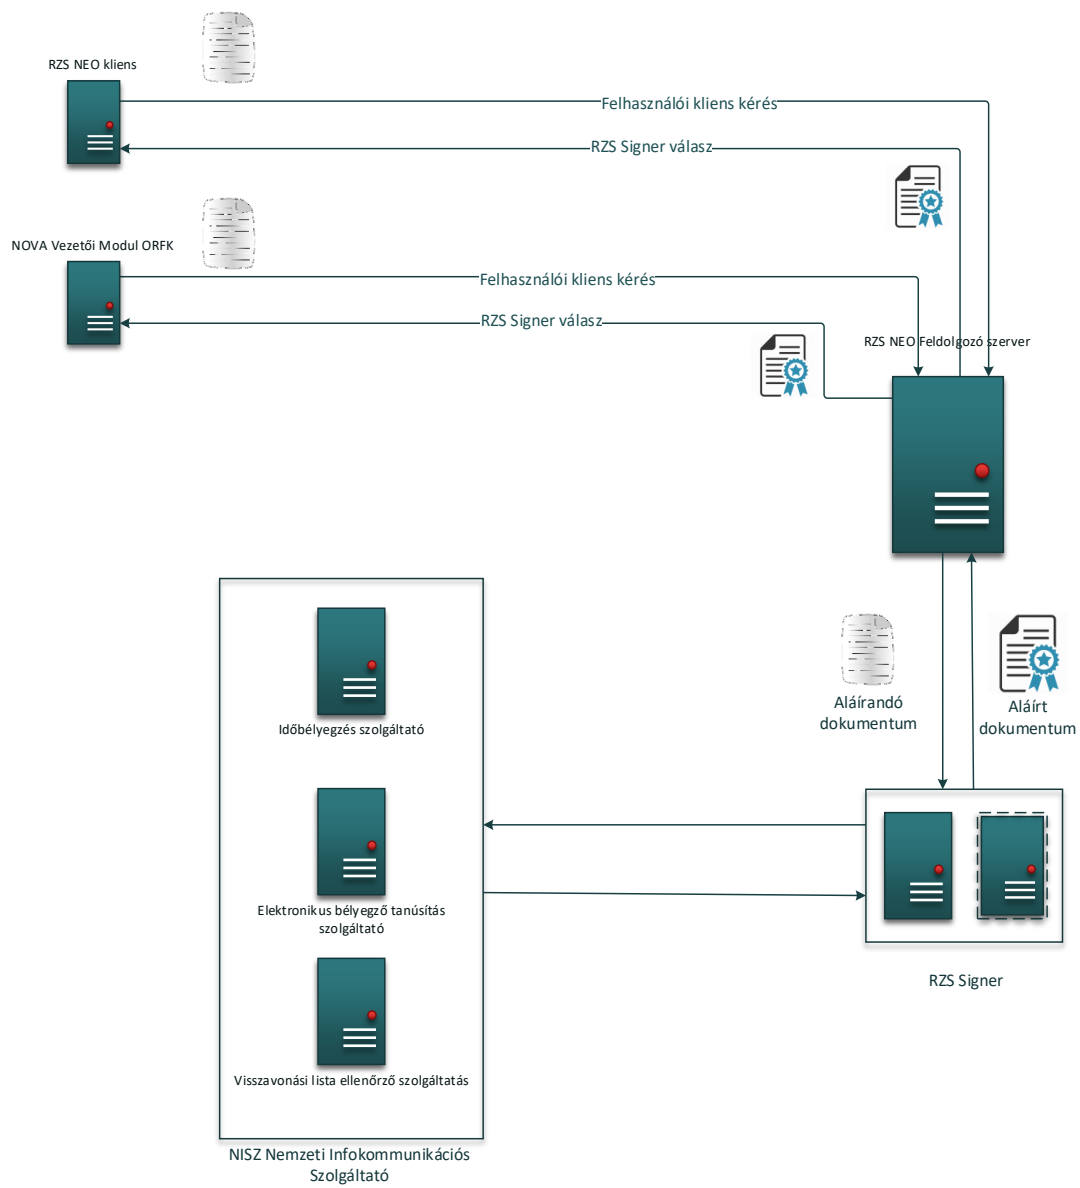 RZS NEO kliens
Felhasználói kliens kérés
RZS Signer válasz
NOVA Vezetői Modul ORFK
Felhasználói kliens kérés
RZS Signer válasz
RZS NEO Feldolgozó szerver
Aláírandó
dokumentum
Aláírt
dokumentum
Időbélyegzés szolgáltató
Elektronikus bélyegző tanúsítás
szolgáltató
Visszavonási lista ellenőrző szolgáltatás
RZS Signer
NISZ Nemzeti Infokommunikációs
Szolgáltató